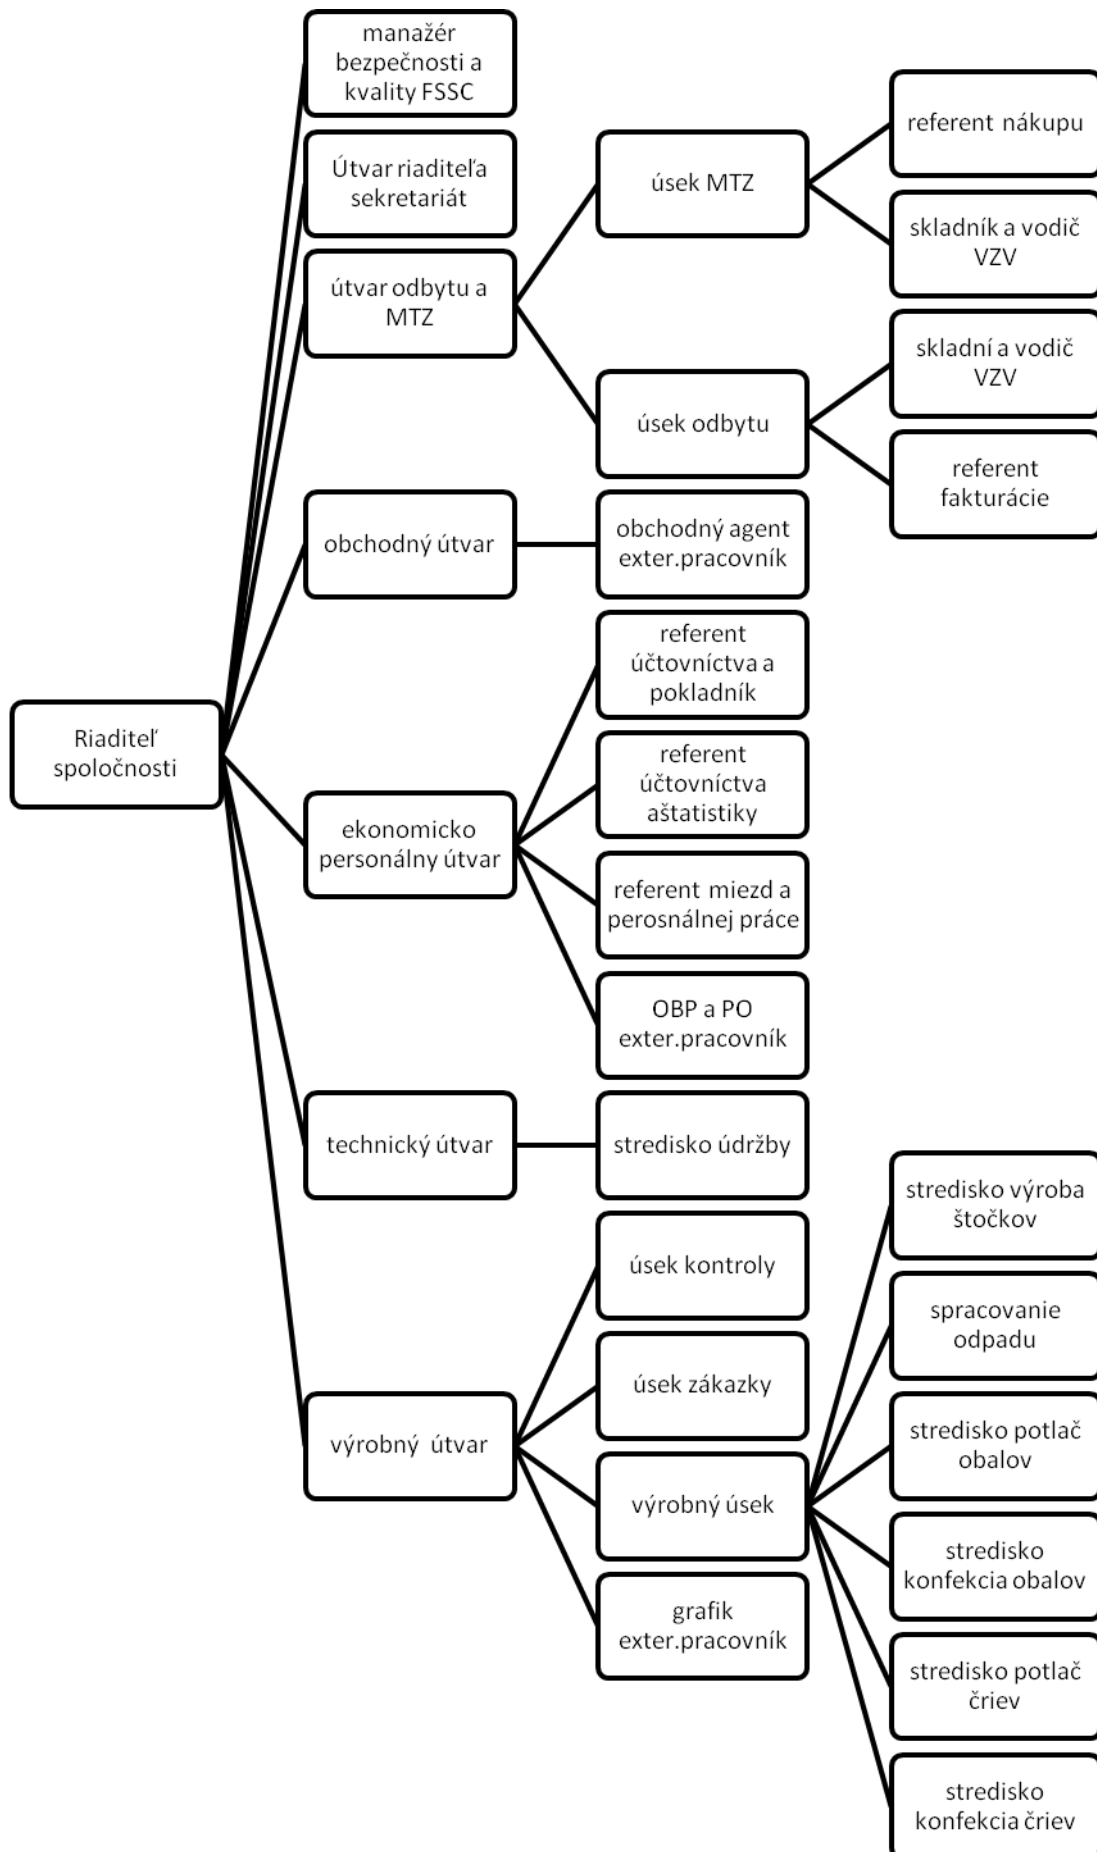 Riaditeľ
spoločnosti
manažér
bezpečnosti a
kvality FSSC
Útvar riaditeľa
sekretariát
útvar odbytu a
MTZ
úsek MTZ
referent nákupu
skladník a vodič
VZV
úsek odbytu
skladní a vodič
VZV
referent
fakturácie
obchodný útvar
obchodný agent
exter.pracovník
ekonomicko
personálny útvar
referent
účtovníctva a
pokladník
referent
účtovníctva
aštatistiky
referent miezd a
perosnálnej práce
OBP a PO
exter.pracovník
technický útvar
stredisko údržby
výrobný útvar
úsek kontroly
úsek zákazky
výrobný úsek
stredisko výroba
štočkov
spracovanie
odpadu
stredisko potlač
obalov
stredisko
konfekcia obalov
stredisko potlač
čriev
stredisko
konfekcia čriev
grafik
exter.pracovník